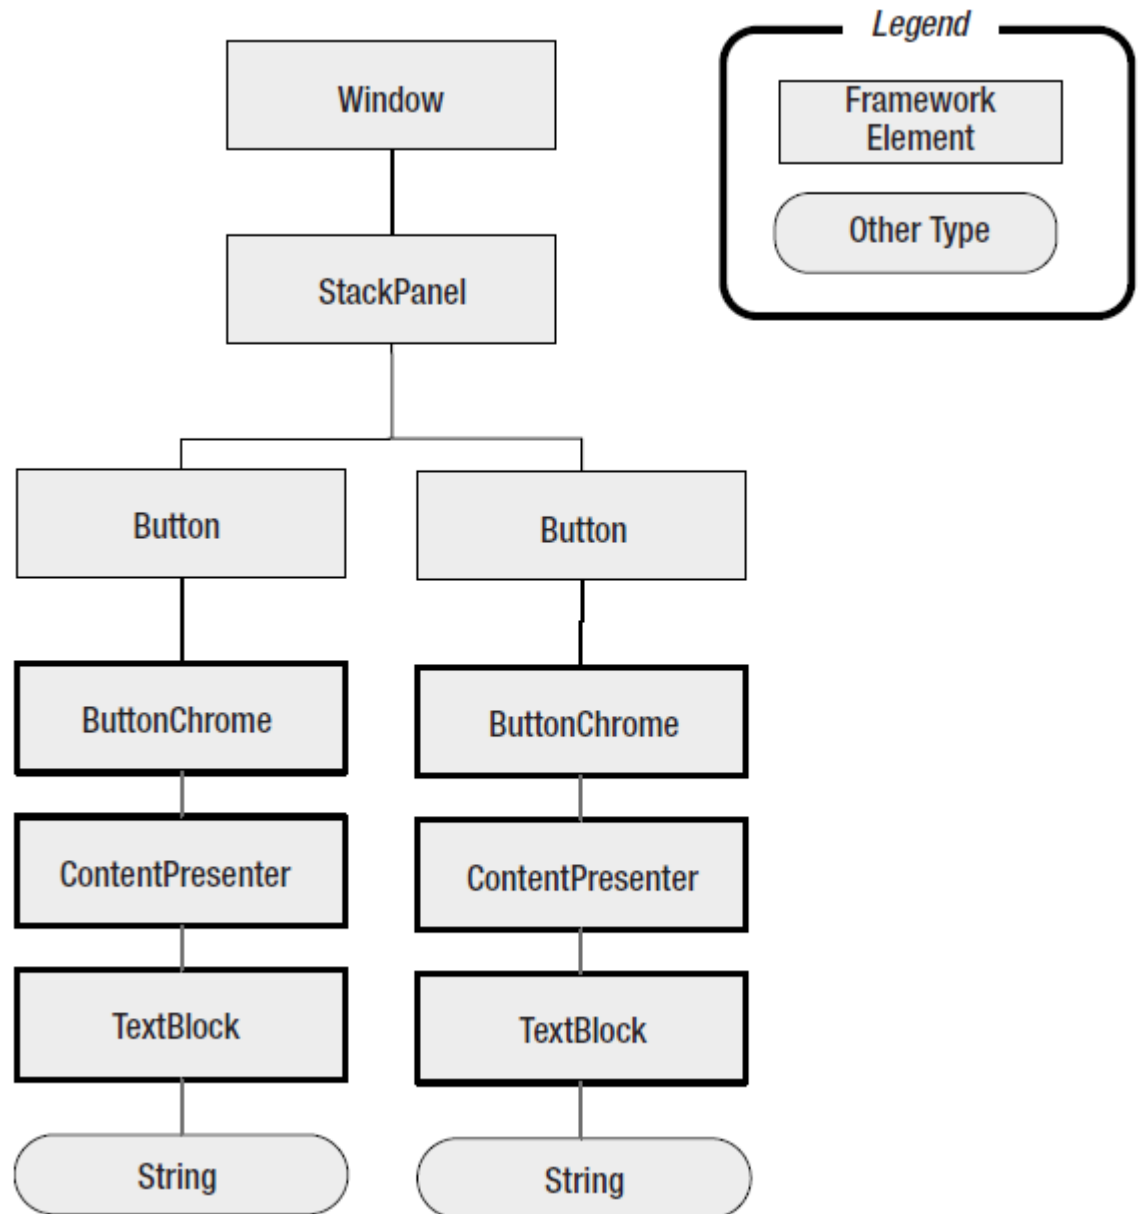 Legend
Window
Framework
Element
Other Type
StackPanel
Button
Button
ButtonChrome
ButtonChrome
ContentPresenter
ContentPresenter
TextBlock
TextBlock
String
String